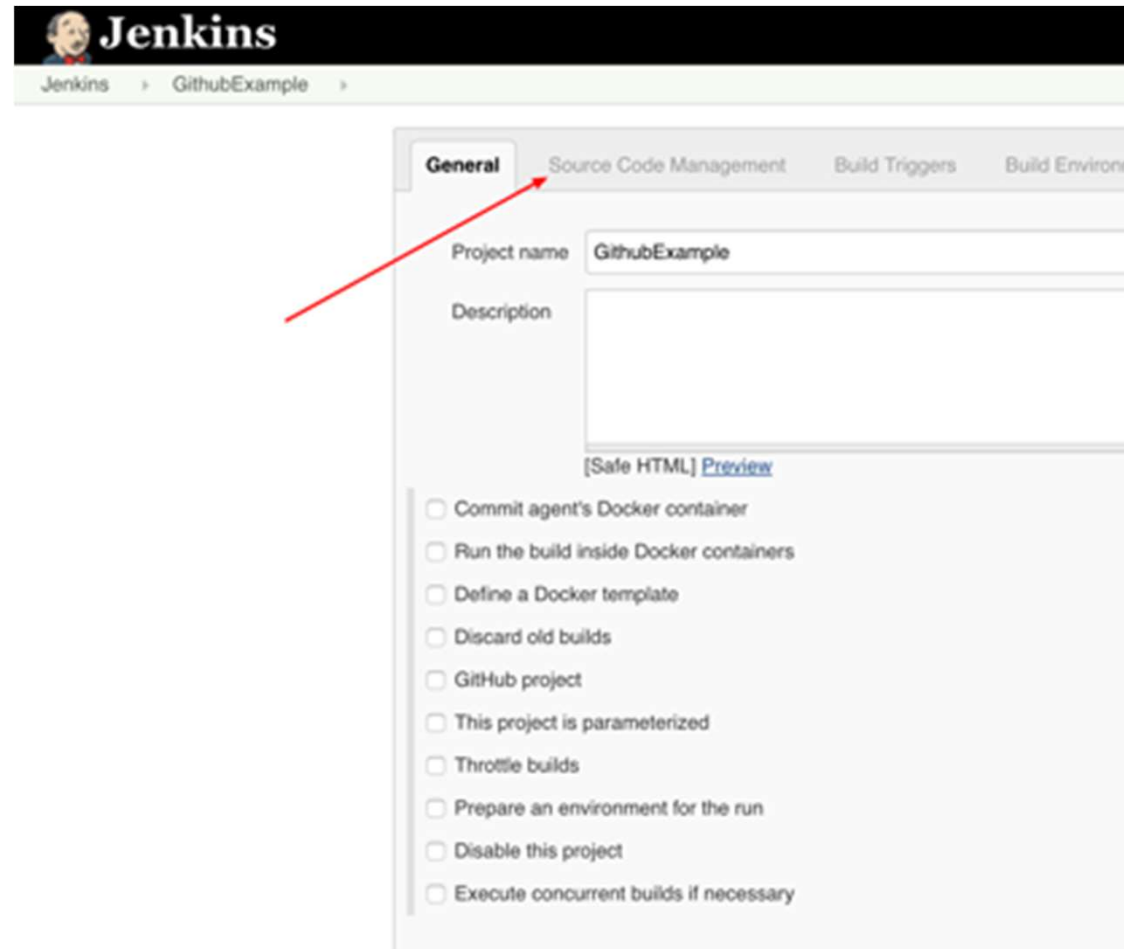 Jenkins
Jenkins GithubExample
General Source Code Management Build Triggers Build
Project name GithubExample
Description
[Safe HTML] Preview
Commit agent's Docker container
Run the build inside Docker containers
Define a Docker template
Discard old builds
GitHub project
This project is parameterized
Throttle builds
Prepare an environment for the run
Disable this project
Execute concurrent builds if necessary